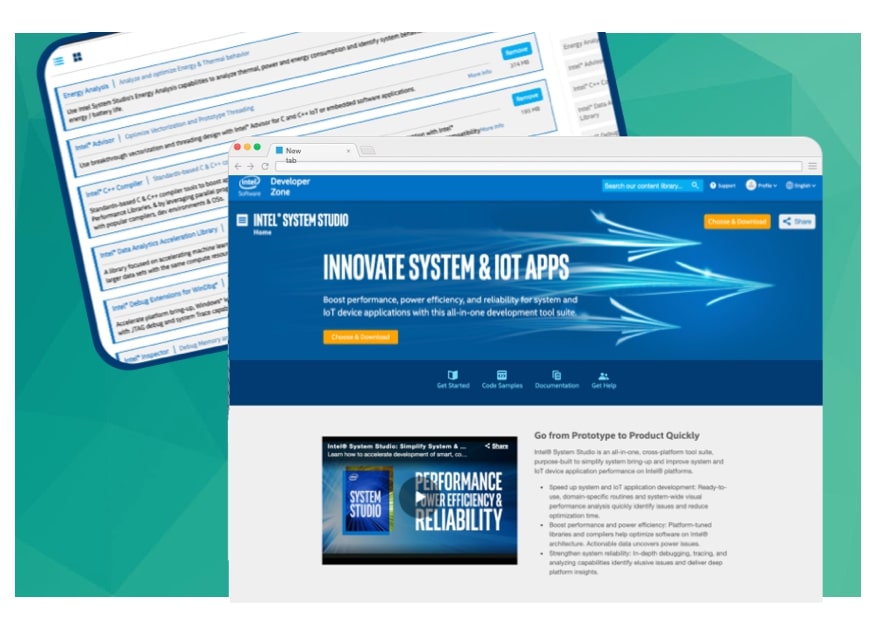 Energy Analysis | Analyze and optimize Energy & Thermal behavior
Use Intel System Studio's Energy Analysis capabilities to analyze thermal, power and energy consumption and identify system
energy / battery life.
Remove
274 MB
More info
Intel® Advisor | Optimize Vectorization and Prototype Threading
Use breakthrough vectorization and threading design with Intel® Advisor for C and C++ IoT or embedded software applications.
Remove
More info
Intel® C++ Compiler | Standards-based C & C++
Standards-based C & C++ compiler tools to boost
Performance Libraries, & by leveraging parallel
with popular compilers, dev environments & OSs.
Intel® Data Analytics Acceleration Library
A library focused on accelerating machine
larger data sets with the same compute
Intel® Debug Extensions for WinDbg*
Accelerate platform bring-up, Windows*
with JTAG debug and system Trace
Intel® Inspector | Debug Memory
Energy
Intel®
Intel® C++
Intel® Data
Library
New
tab
intel
Software
Developer
Zone
Search our content library...
Support
Profile
English
INTEL® SYSTEM STUDIO
Home
Choose & Download
Share
INNOVATE SYSTEM & IOT APPS
Boost performance, power efficiency, and reliability for system and
IoT device applications with this all-in-one development tool suite.
Choose & Download
Get Started
Code Samples
Documentation
Get Help
Intel® System Studio: Simplify System & ...
Share
Learn how to accelerate development of smart, co...
intel
SYSTEM
STUDIO
PERFORMANCE
POWER EFFICIENCY &
RELIABILITY
Go from Prototype to Product Quickly
Intel® System Studio is an all-in-one, cross-platform tool suite,
purpose-built to simplify system bring-up and improve system and
IoT device application performance on Intel® platforms.
• Speed up system and IoT application development: Ready-to-
use, domain-specific routines and system-wide visual
performance analysis quickly identify issues and reduce
optimization time.
• Boost performance and power efficiency: Platform-tuned
libraries and compilers help optimize software on Intel®
architecture. Actionable data uncovers power issues.
• Strengthen system reliability: In-depth debugging, tracing, and
analyzing capabilities identify elusive issues and deliver deep
platform insights.